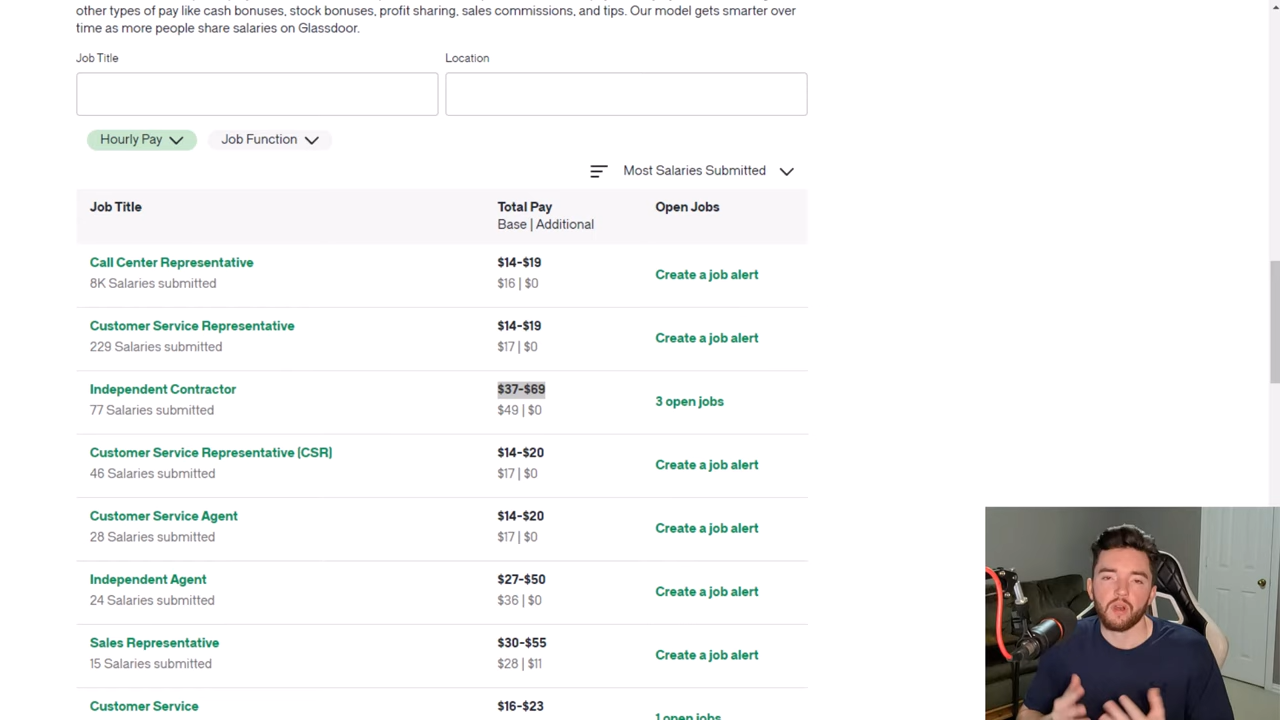 other types of pay like cash bonuses, stock bonuses, profit sharing, sales commissions, and tips. Our model gets smarter over
time as more people share salaries on Glassdoor.
Job Title Location
Hourly Pay Job Function
Most Salaries Submitted
Job Title Total Pay Open Jobs
Base | Additional
Call Center Representative $14-$19
Create a job alert
8K Salaries submitted $16 | $0
Customer Service Representative $14-$19
Create a job alert
229 Salaries submitted $17 | $0
Independent Contractor $37-$69
3 open jobs
77 Salaries submitted $49 | $0
Customer Service Representative (CSR) $14-$20
Create a job alert
46 Salaries submitted $17 | $0
Customer Service Agent $14-$20
Create a job alert
28 Salaries submitted $17 | $0
Independent Agent $27-$50
Create a job alert
24 Salaries submitted $36 | $0
Sales Representative $30-$55
Create a job alert
15 Salaries submitted $28 | $11
Customer Service $16-$23
1 open jobs